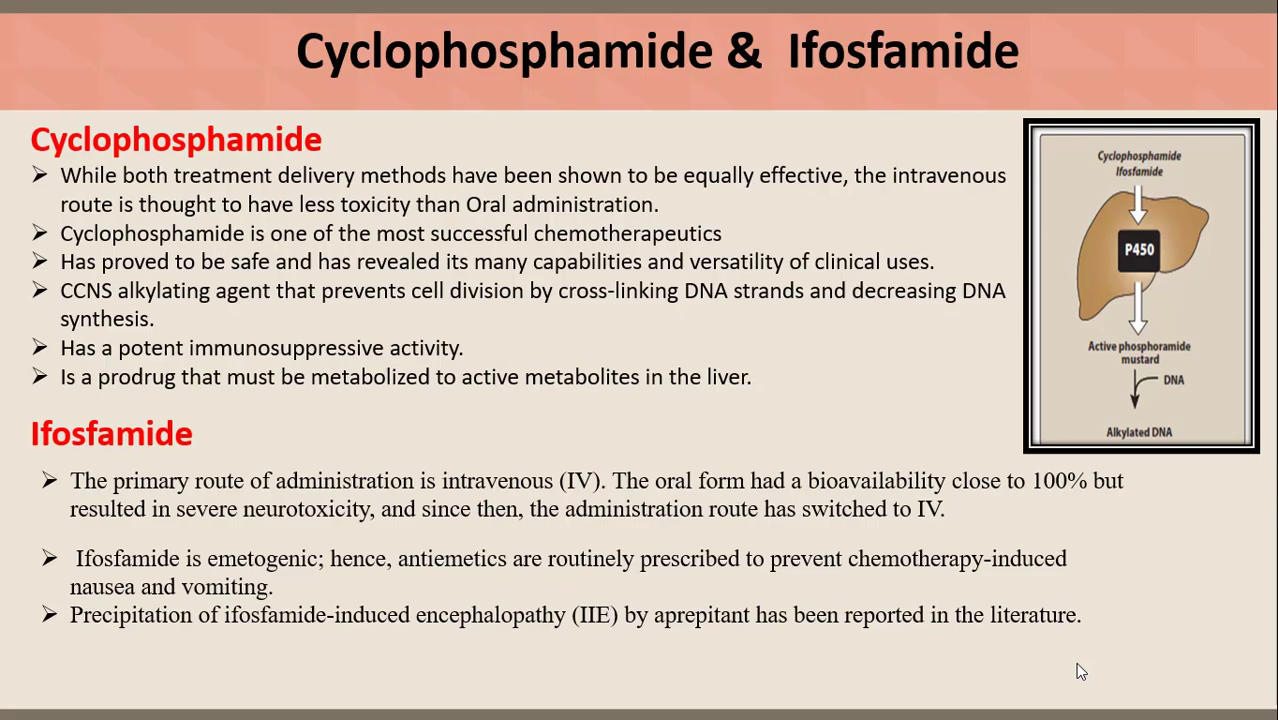 Cyclophosphamide & Ifosfamide
Cyclophosphamide
➢ While both treatment delivery methods have been shown to be equally effective, the intravenous
route is thought to have less toxicity than Oral administration.
➢ Cyclophosphamide is one of the most successful chemotherapeutics
➢ Has proved to be safe and has revealed its many capabilities and versatility of clinical uses.
➢ CCNS alkylating agent that prevents cell division by cross-linking DNA strands and decreasing DNA
synthesis.
➢ Has a potent immunosuppressive activity.
➢ Is a prodrug that must be metabolized to active metabolites in the liver.
Cyclophosphamide
Ifosfamide
P450
Active phosphoramide
mustard
DNA
Alkylated DNA
Ifosfamide
➢ The primary route of administration is intravenous (IV). The oral form had a bioavailability close to 100% but
resulted in severe neurotoxicity, and since then, the administration route has switched to IV.
➢ Ifosfamide is emetogenic; hence, antiemetics are routinely prescribed to prevent chemotherapy-induced
nausea and vomiting.
➢ Precipitation of ifosfamide-induced encephalopathy (IIE) by aprepitant has been reported in the literature.